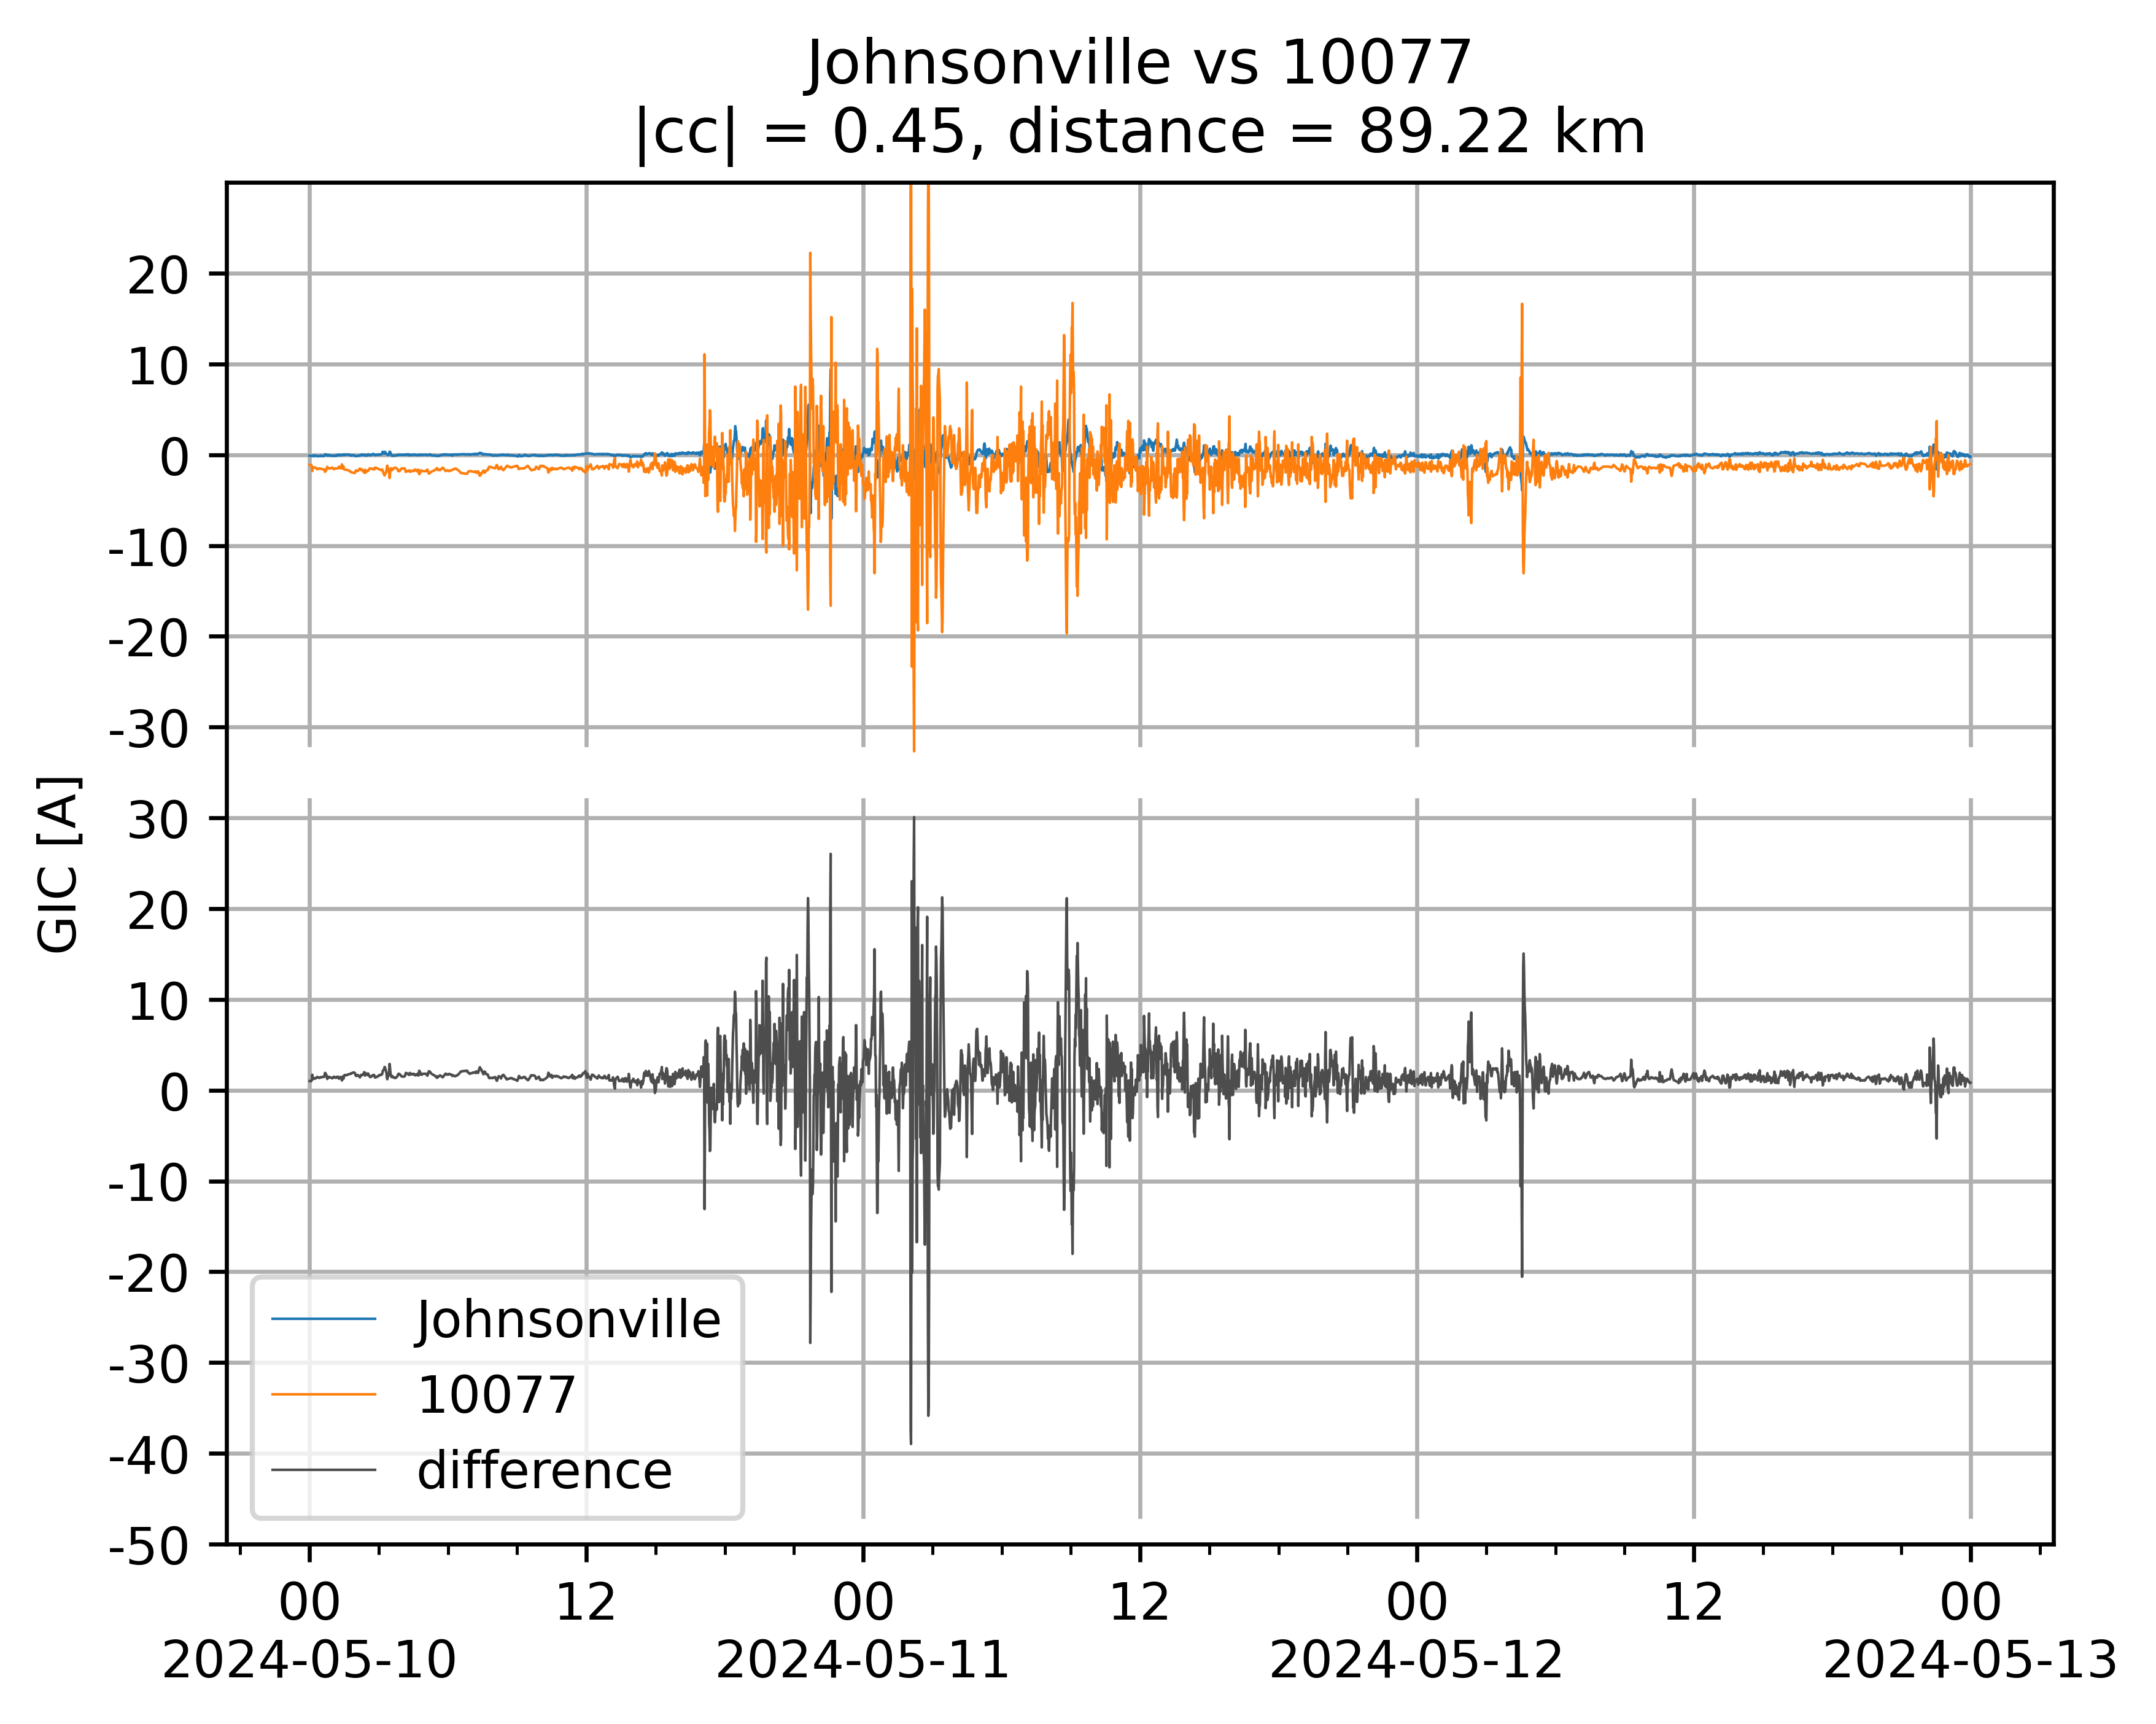 Johnsonville vs 10077
|cc| = 0.45, distance = 89.22 km
GIC [A]
20
10
0
-10
-20
-30
30
20
10
0
-10
-20
-30
-40
-50
Johnsonville
10077
difference
00 12 00 12 00 12 00
2024-05-10 2024-05-11 2024-05-12 2024-05-13